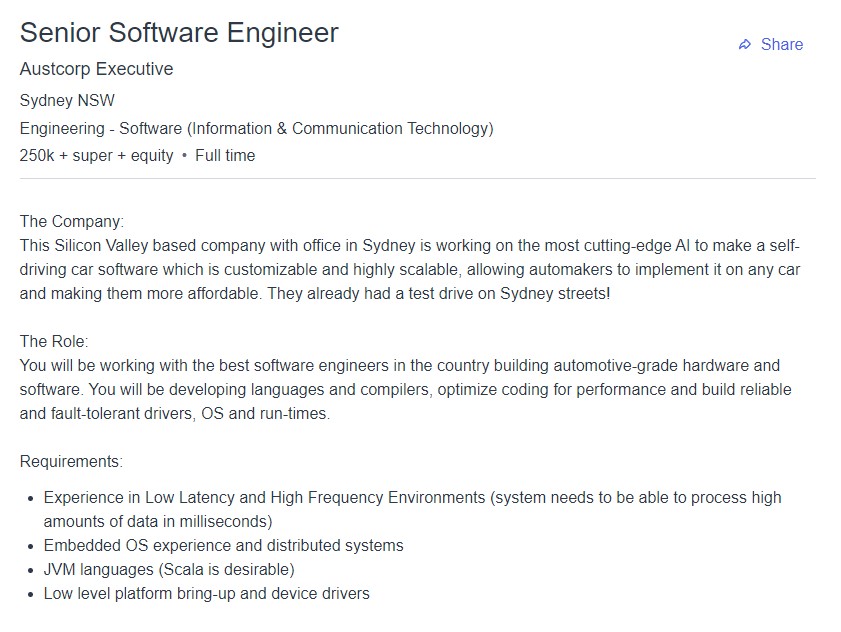 Senior Software Engineer
Share
Austcorp Executive
Sydney NSW
Engineering - Software (Information & Communication Technology)
250k + super + equity • Full time
The Company:
This Silicon Valley based company with office in Sydney is working on the most cutting-edge AI to make a self-
driving car software which is customizable and highly scalable, allowing automakers to implement it on any car
and making them more affordable. They already had a test drive on Sydney streets!
The Role:
You will be working with the best software engineers in the country building automotive-grade hardware and
software. You will be developing languages and compilers, optimize coding for performance and build reliable
and fault-tolerant drivers, OS and run-times.
Requirements:
• Experience in Low Latency and High Frequency Environments (system needs to be able to process high
amounts of data in milliseconds)
• Embedded OS experience and distributed systems
• JVM languages (Scala is desirable)
• Low level platform bring-up and device drivers